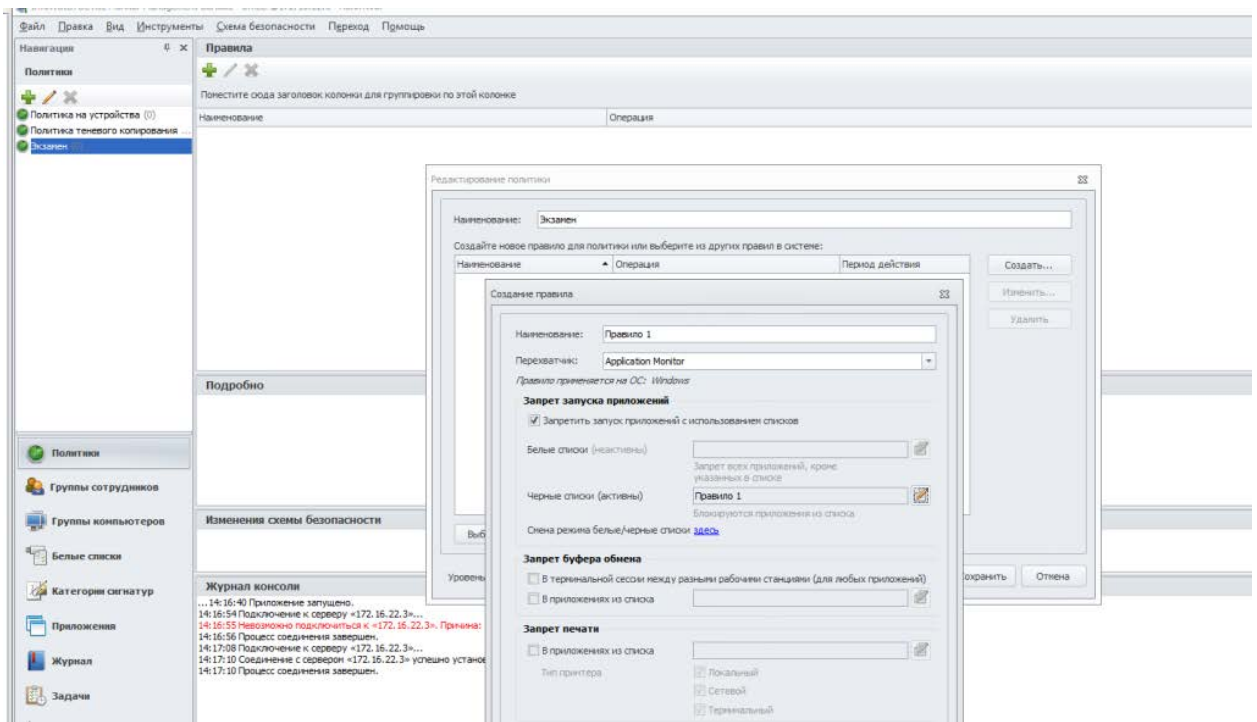 Файл Правка Вид Инструменты Схема безопасности Переход Помощь
Навигация
Политики
Политика на устройства (0)
Политика теневого копирования ...
Экзамен (0)
Правила
Поместите сюда заголовок колонки для группировки по этой колонке
Наименование Операция
Подробно
Изменения схемы безопасности
Журнал консоли
... 14:16:40 Приложение запущено.
14:16:54 Подключение к серверу «172.16.22.3»...
14:16:55 Невозможно подключиться к «172.16.22.3». Причина:
14:16:56 Процесс соединения завершен.
14:17:08 Подключение к серверу «172.16.22.3»...
14:17:10 Соединение с сервером «172.16.22.3» успешно установ
14:17:10 Процесс соединения завершен.
Политики
Группы сотрудников
Группы компьютеров
Белые списки
Категории сигнатур
Приложения
Журнал
Задачи
Редактирование политики
Наименование: Экзамен
Создайте новое правило для политики или выберите из других правил в системе:
Наименование Операция Период действия
Создать...
Изменить...
Удалить
Выб
Уровень
охранить Отмена
Создание правила
Наименование: Правило 1
Перехватчик: Application Monitor
Правило применяется на ОС: Windows
Запрет запуска приложений
Запретить запуск приложений с использованием списков
Белые списки (неактивны)
Запрет всех приложений, кроме
указанных в списке
Черные списки (активны) Правило 1
Блокируются приложения из списка
Смена режима белые/черные списки здесь
Запрет буфера обмена
В терминальной сессии между разными рабочими станциями (для любых приложений)
В приложениях из списка
Запрет печати
В приложениях из списка
Тип принтера Локальный
Сетевой
Терминальный